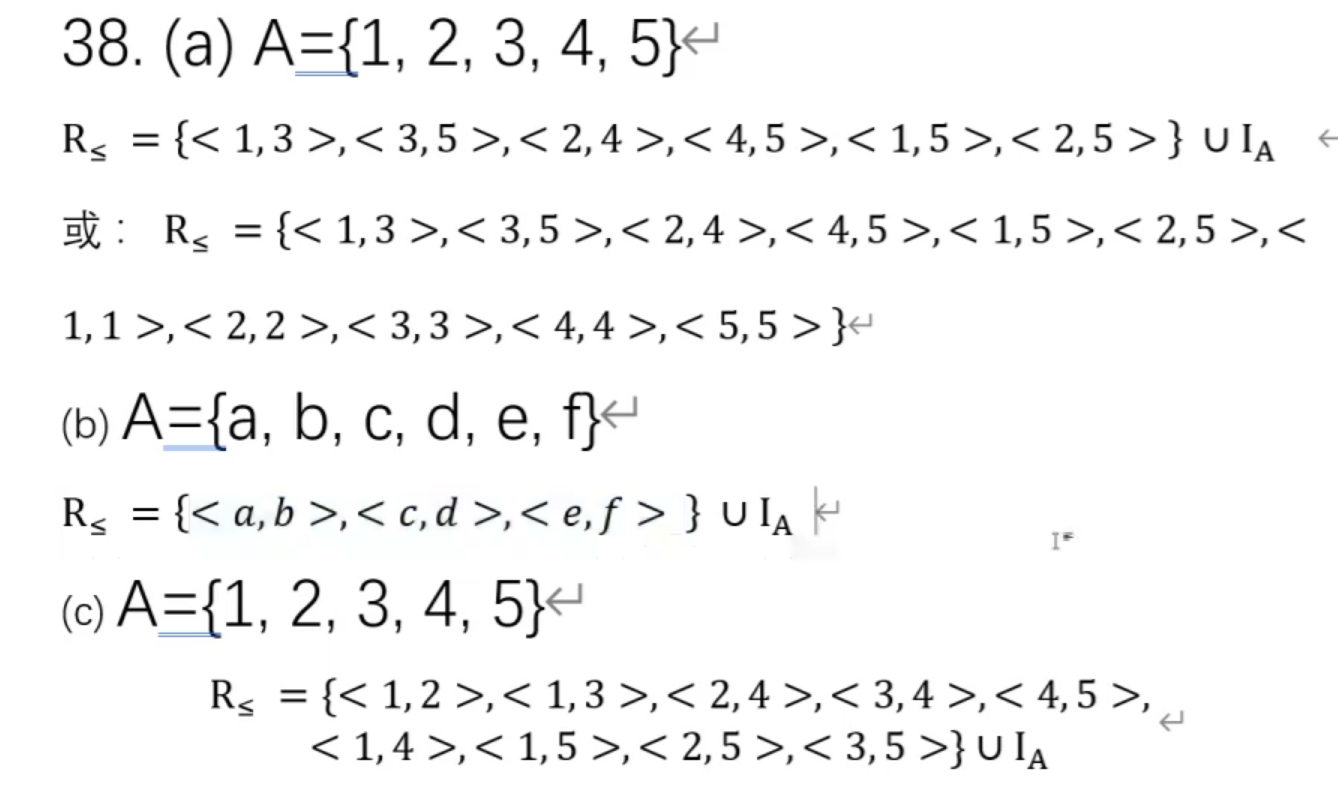 38. (a) A={1, 2, 3, 4, 5}↵
R≤ = {< 1,3 >,< 3,5 >,< 2,4 >,< 4,5 >,< 1,5 >,< 2,5 >} ∪ I_A ↵
或： R≤ = {< 1,3 >,< 3,5 >,< 2,4 >,< 4,5 >,< 1,5 >,< 2,5 >,<
1,1 >,< 2,2 >,< 3,3 >,< 4,4 >,< 5,5 >}↵
(b) A={a, b, c, d, e, f}↵
R≤ = {< a,b >,< c,d >,< e,f > } ∪ I_A ↵
(c) A={1, 2, 3, 4, 5}↵
R≤ = {< 1,2 >,< 1,3 >,< 2,4 >,< 3,4 >,< 4,5 >,
< 1,4 >,< 1,5 >,< 2,5 >,< 3,5 >} ∪ I_A ↵